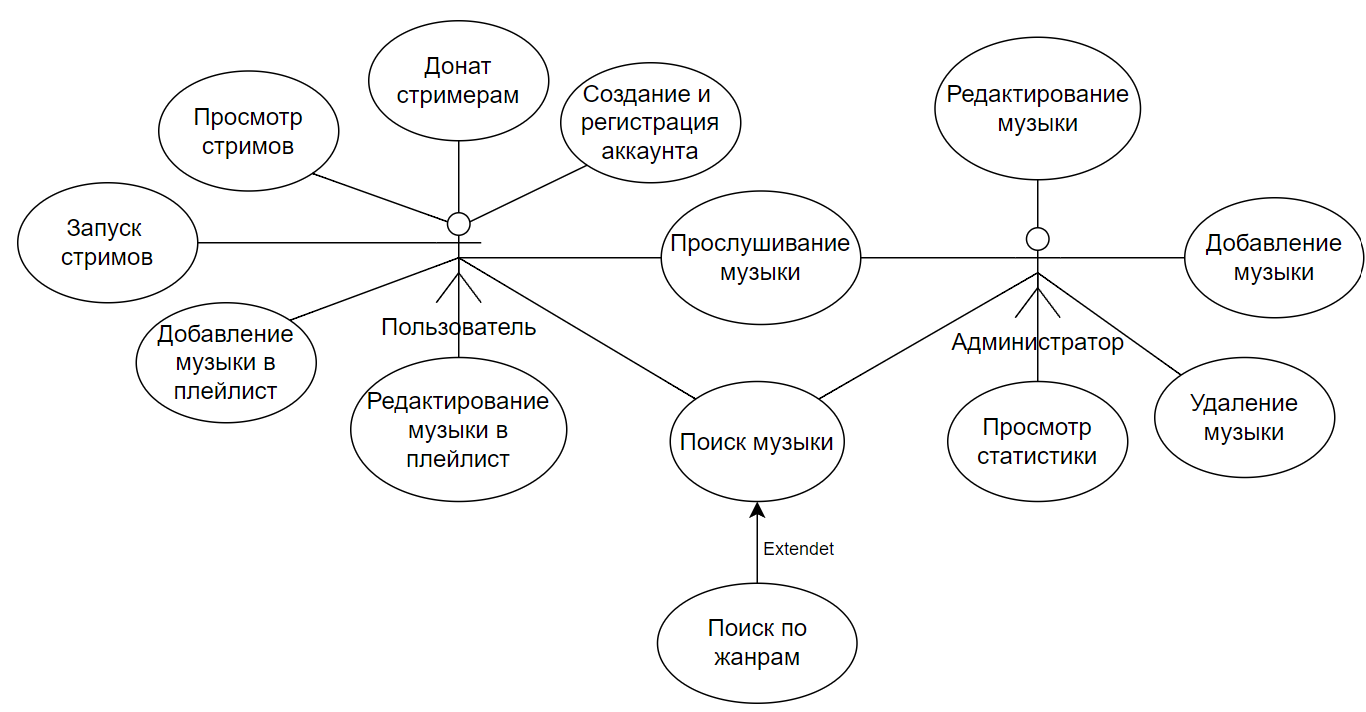 Донат
стримерам
Просмотр
стримов
Создание и
регистрация
аккаунта
Редактирование
музыки
Запуск
стримов
Прослушивание
музыки
Добавление
музыки
Добавление
музыки в
плейлист
Пользователь
Администратор
Редактирование
музыки в
плейлист
Поиск музыки
Просмотр
статистики
Удаление
музыки
Extendet
Поиск по
жанрам